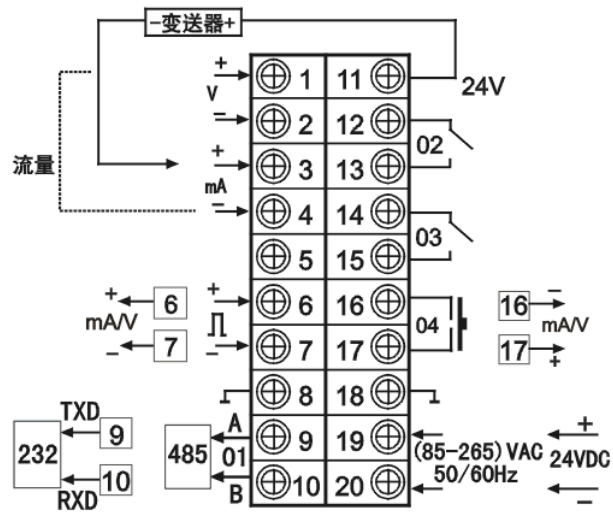 -变送器+
+ 1 11 24V
V
- 2 12 02
流量 + 3 13
mA
- 4 14 03
5 15
+ 6 + 6 16 04 16 -
mA/V mA/V
- 7 - 7 17 17 +
8 18
TXD 9 A 9 19 (85-265)VAC +
232 485 01 50/60Hz 24VDC
RXD 10 B 10 20 -